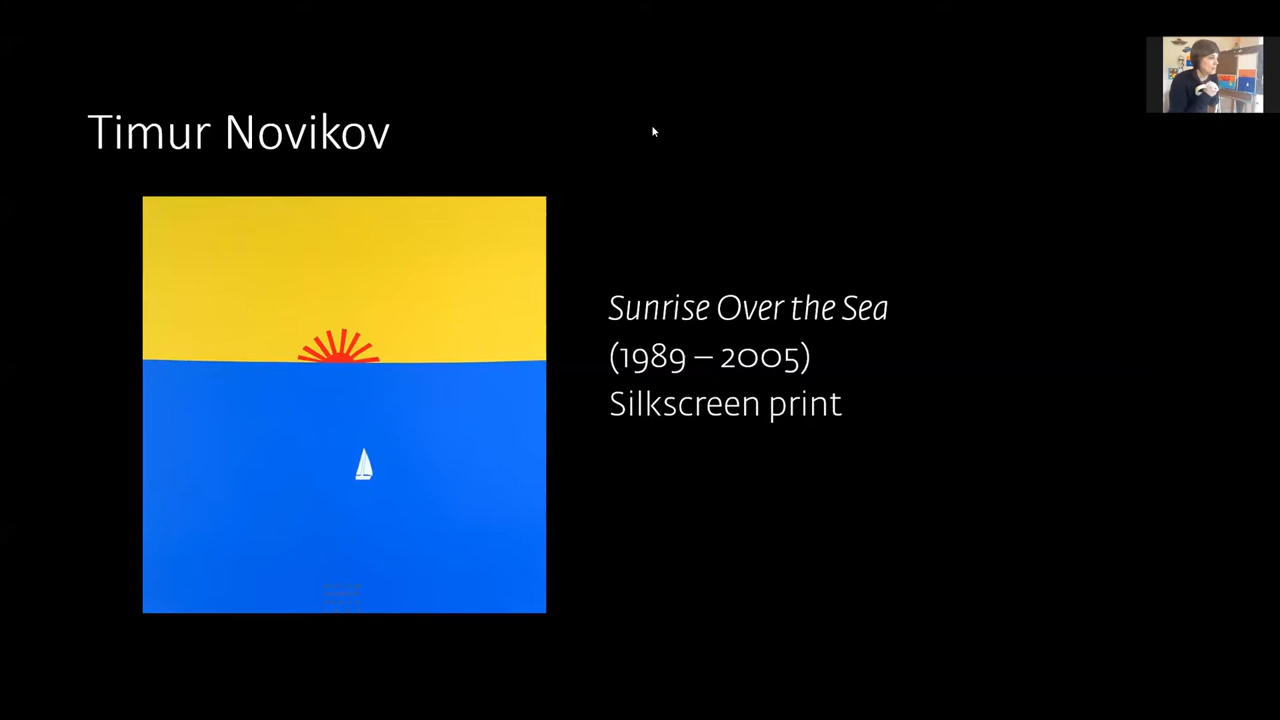 Timur Novikov
Sunrise Over the Sea
(1989 – 2005)
Silkscreen print